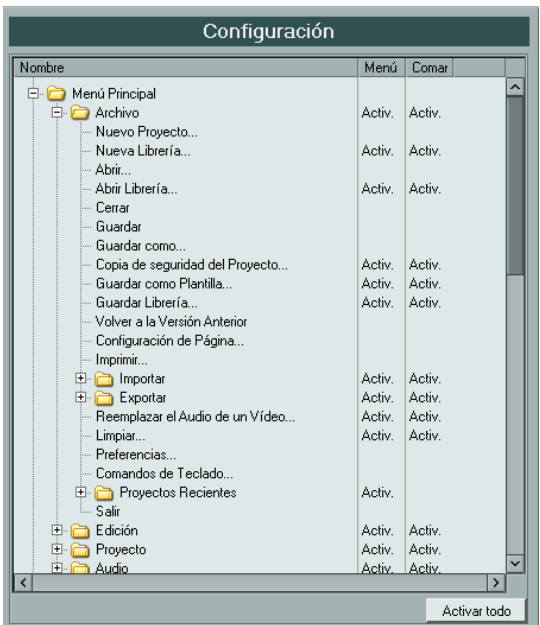 Configuración
Nombre Menú Comar
Menú Principal
Archivo Activ. Activ.
Nuevo Proyecto...
Nueva Librería... Activ. Activ.
Abrir...
Abrir Librería... Activ. Activ.
Cerrar
Guardar
Guardar como...
Copia de seguridad del Proyecto... Activ. Activ.
Guardar como Plantilla... Activ. Activ.
Guardar Librería... Activ. Activ.
Volver a la Versión Anterior
Configuración de Página...
Imprimir...
Importar Activ. Activ.
Exportar Activ. Activ.
Reemplazar el Audio de un Vídeo... Activ. Activ.
Limpiar... Activ. Activ.
Preferencias...
Comandos de Teclado...
Proyectos Recientes Activ.
Salir
Edición Activ. Activ.
Proyecto Activ. Activ.
Audio Activ. Activ.
Activar todo